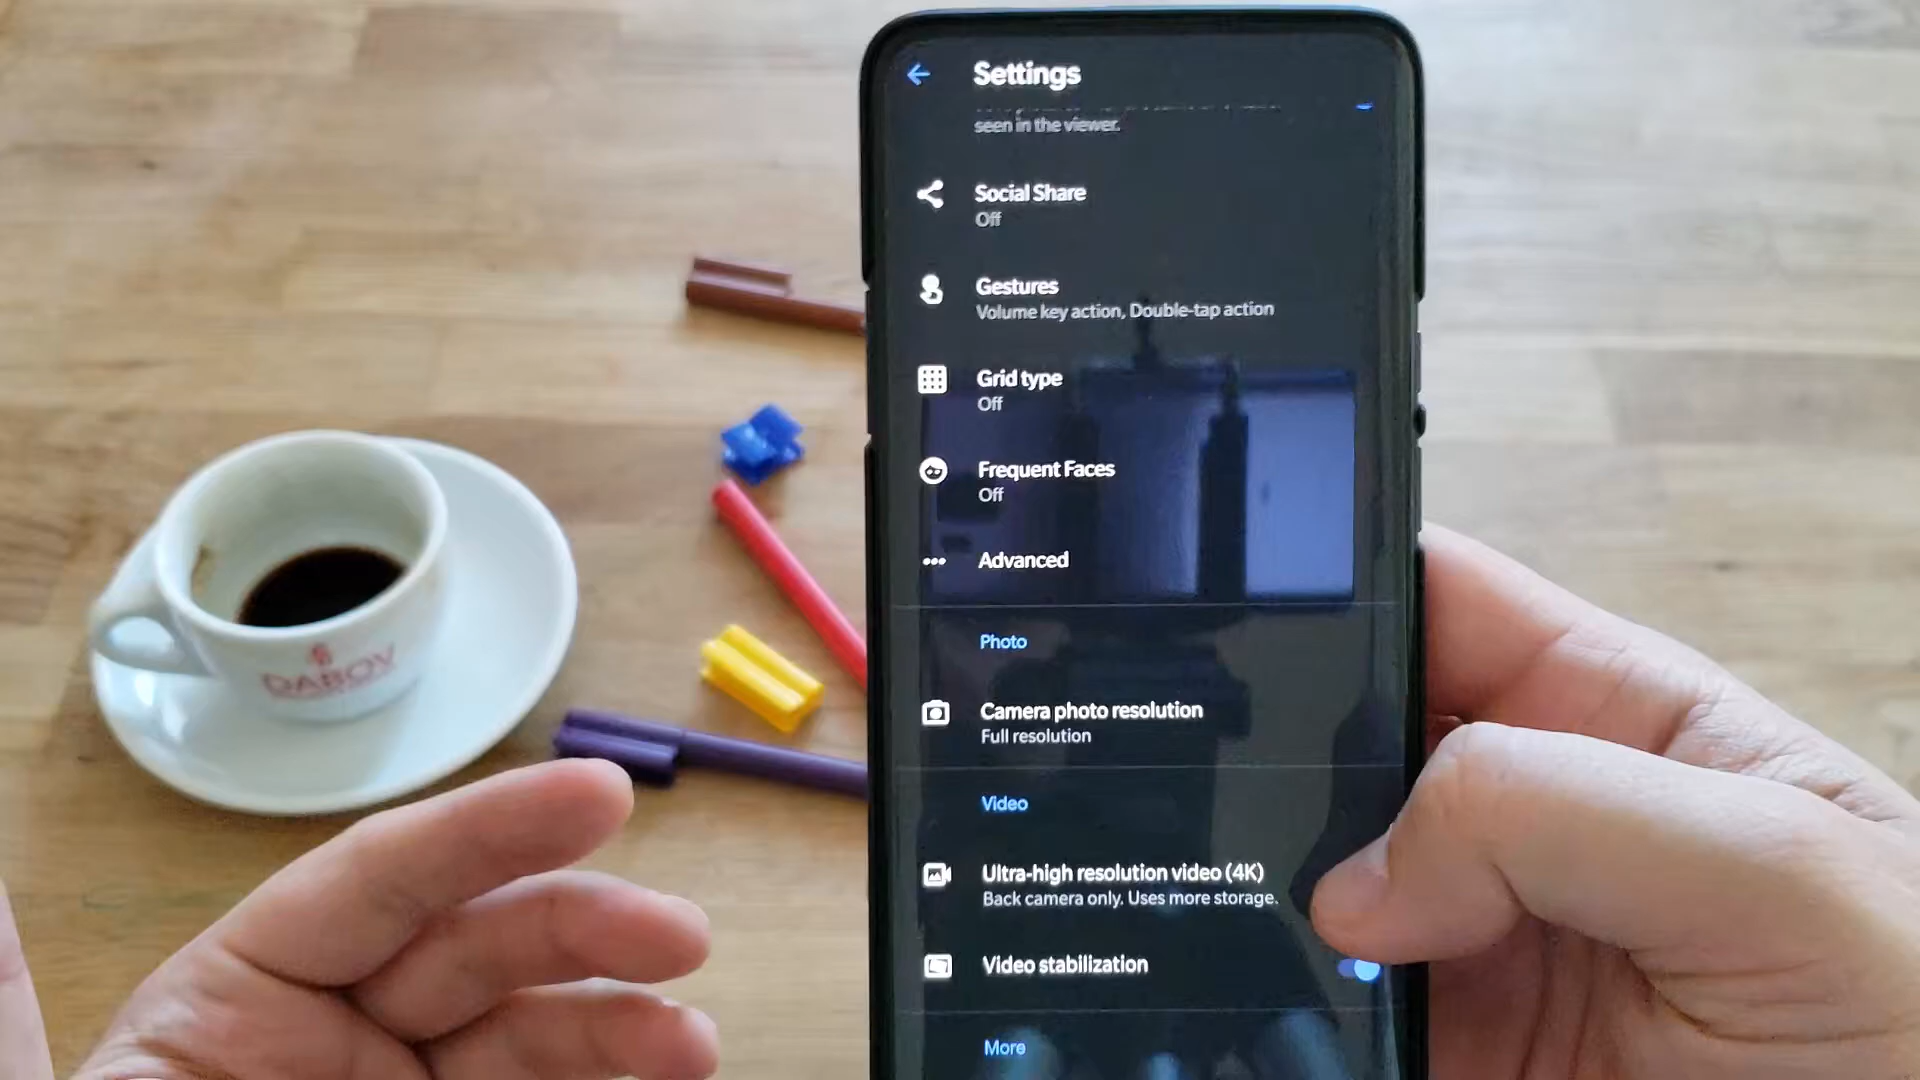 Settings
seen in the viewer.
Social Share
Off
Gestures
Volume key action, Double-tap action
Grid type
Off
Frequent Faces
Off
Advanced
Photo
Camera photo resolution
Full resolution
Video
Ultra-high resolution video (4K)
Back camera only. Uses more storage.
Video stabilization
More
DABOV